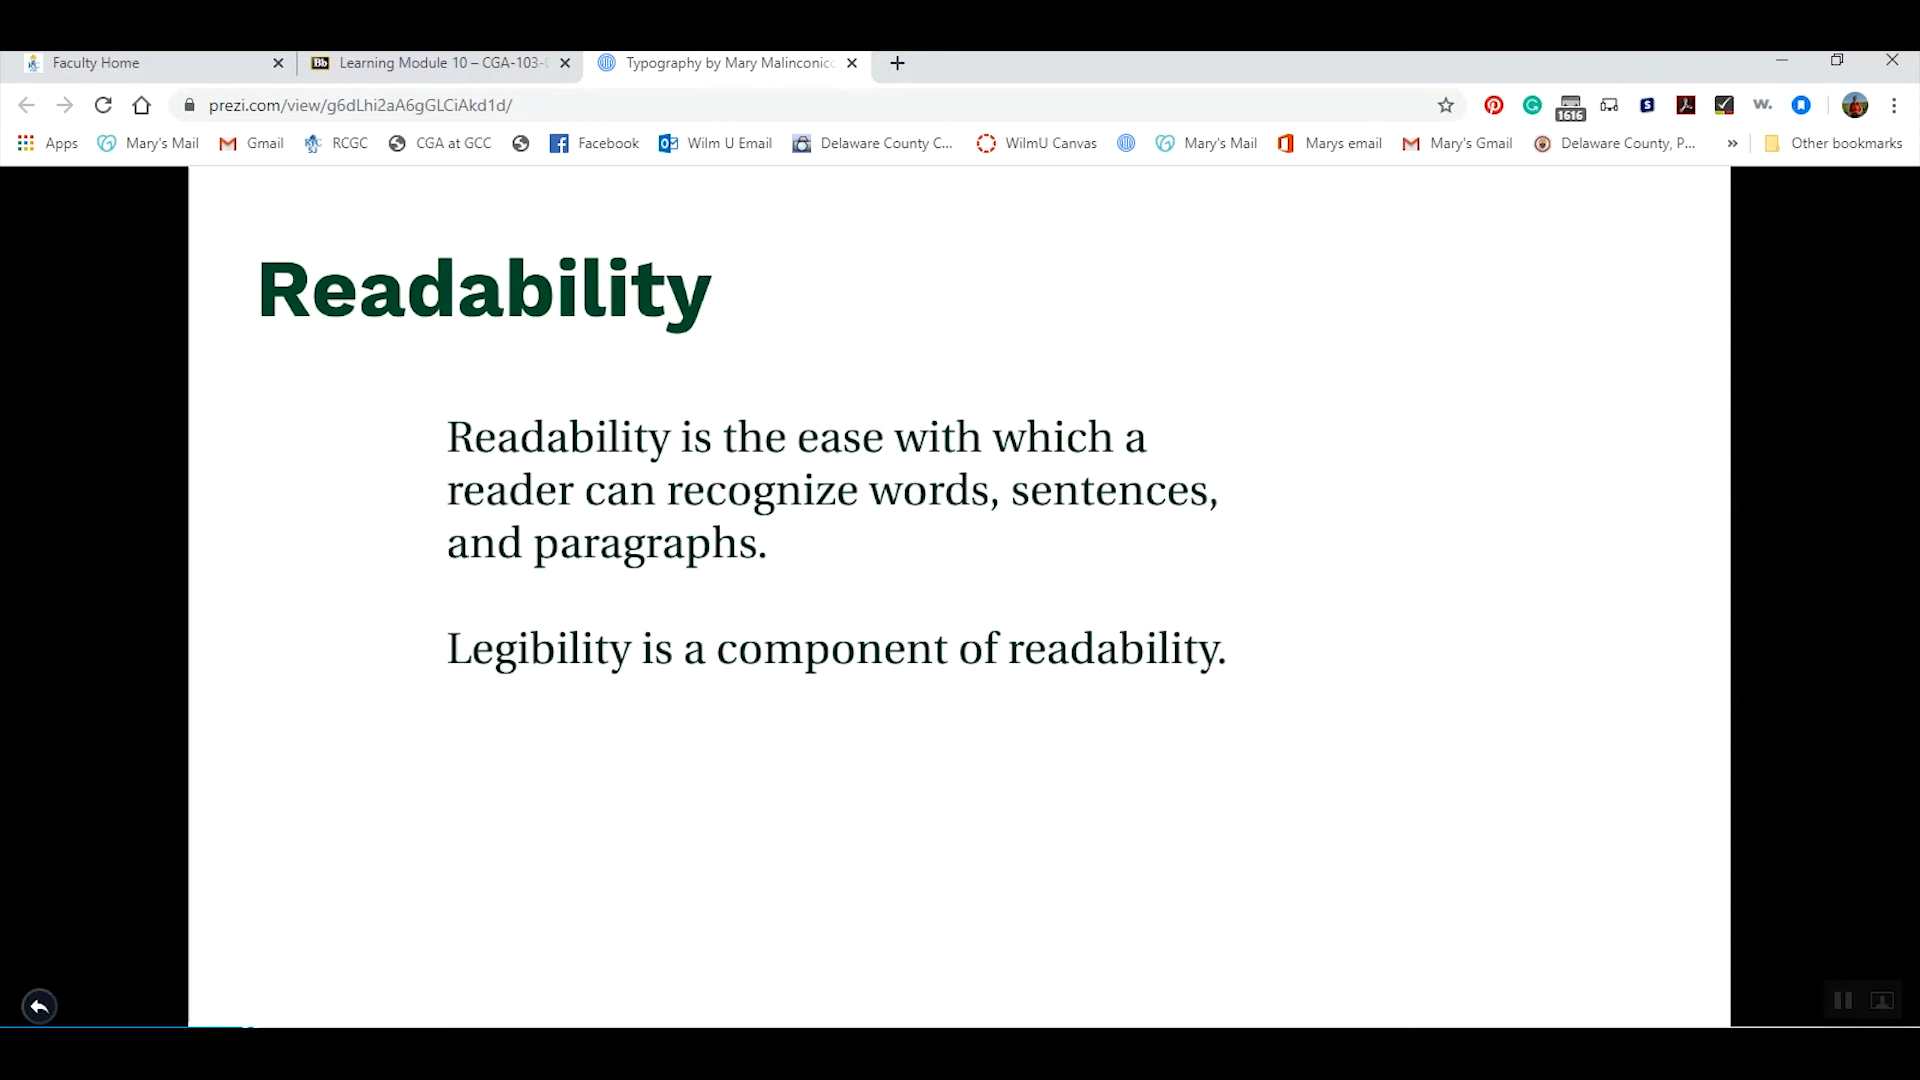 Faculty Home
Bb Learning Module 10 – CGA-103-
Typography by Mary Malinconico
prezi.com/view/g6dLhi2aA6gGLCiAkd1d/
1616
w.
Apps Mary's Mail Gmail RCGC CGA at GCC Facebook Wilm U Email Delaware County C... WilmU Canvas Mary's Mail Marys email Mary's Gmail Delaware County, P... » Other bookmarks
Readability
Readability is the ease with which a
reader can recognize words, sentences,
and paragraphs.
Legibility is a component of readability.